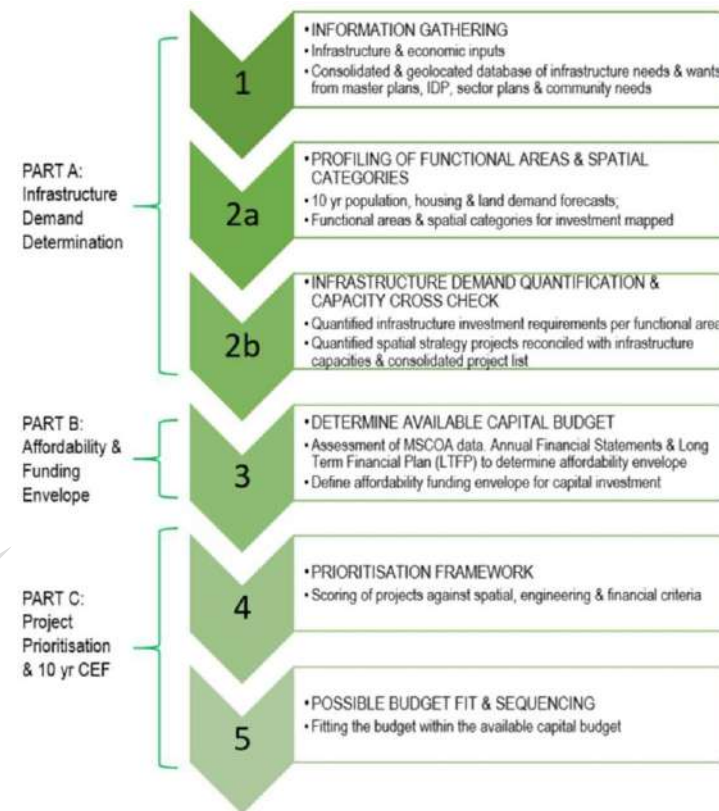 PART A:
Infrastructure
Demand
Determination
1
•INFORMATION GATHERING
•Infrastructure & economic inputs
•Consolidated & geolocated database of infrastructure needs & wants
from master plans, IDP, sector plans & community needs
2a
•PROFILING OF FUNCTIONAL AREAS & SPATIAL
CATEGORIES
•10 yr population, housing & land demand forecasts;
•Functional areas & spatial categories for investment mapped
2b
•INFRASTRUCTURE DEMAND QUANTIFICATION &
CAPACITY CROSS CHECK
•Quantified infrastructure investment requirements per functional area
•Quantified spatial strategy projects reconciled with infrastructure
capacities & consolidated project list
PART B:
Affordability &
Funding
Envelope
3
•DETERMINE AVAILABLE CAPITAL BUDGET
•Assessment of MSCOA data. Annual Financial Statements & Long
Term Financial Plan (LTFP) to determine affordability envelope
•Define affordability funding envelope for capital investment
PART C:
Project
Prioritisation
& 10 yr CEF
4
•PRIORITISATION FRAMEWORK
•Scoring of projects against spatial, engineering & financial criteria
5
•POSSIBLE BUDGET FIT & SEQUENCING
•Fitting the budget within the available capital budget